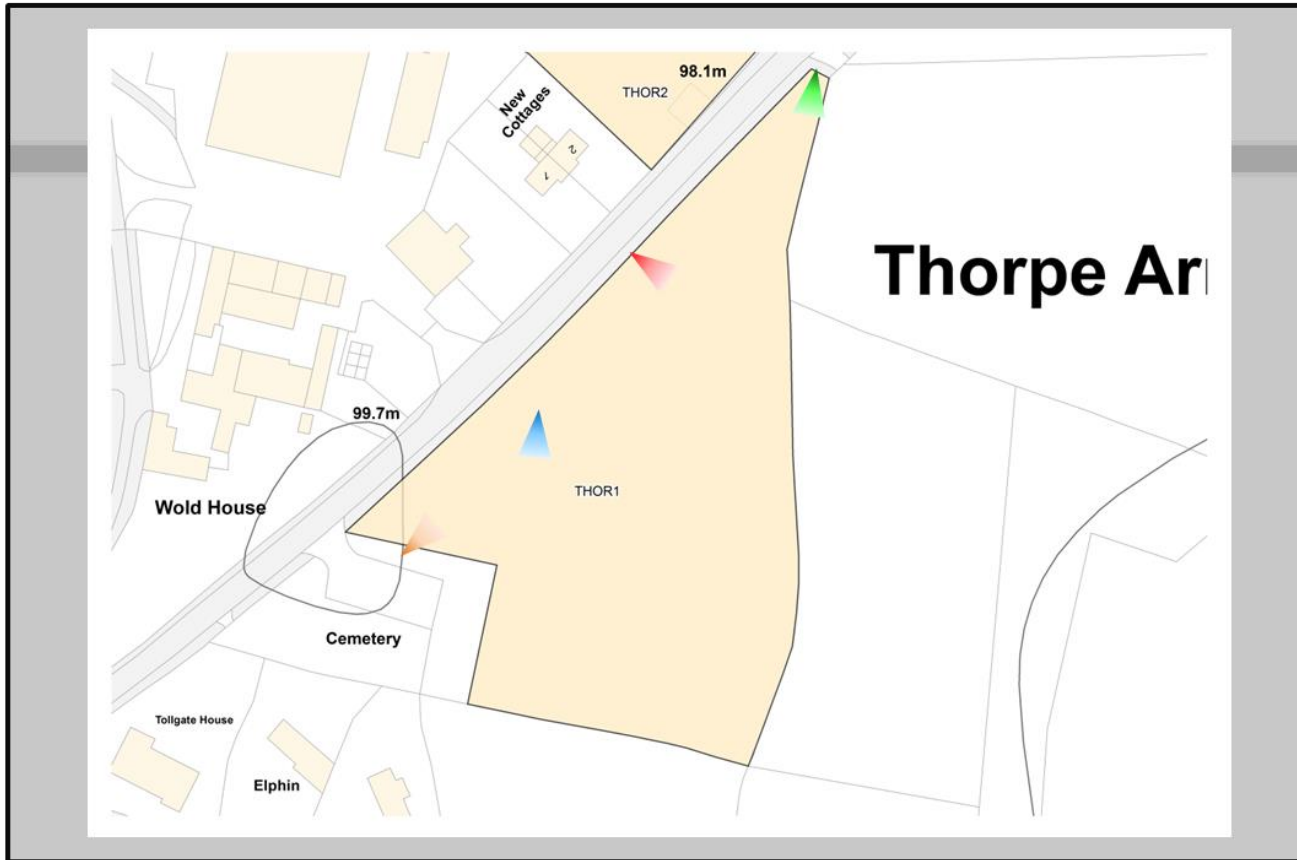 98.1m
THOR2
New
Cottages
2
1
Thorpe Ar
99.7m
THOR1
Wold House
Cemetery
Tollgate House
Elphin